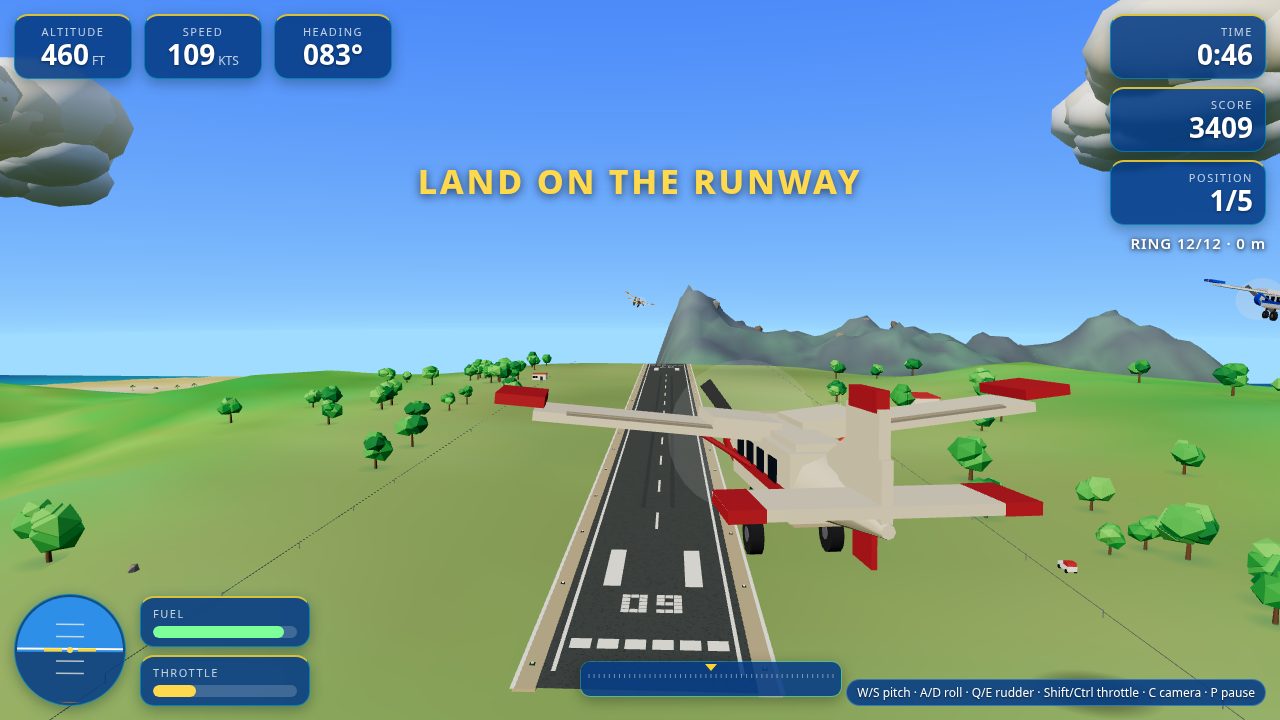 ALTITUDE
460 FT
SPEED
109 KTS
HEADING
083°
TIME
0:46
SCORE
3409
POSITION
1/5
RING 12/12 · 0 m
LAND ON THE RUNWAY
09
FUEL
THROTTLE
W/S pitch · A/D roll · Q/E rudder · Shift/Ctrl throttle · C camera · P pause